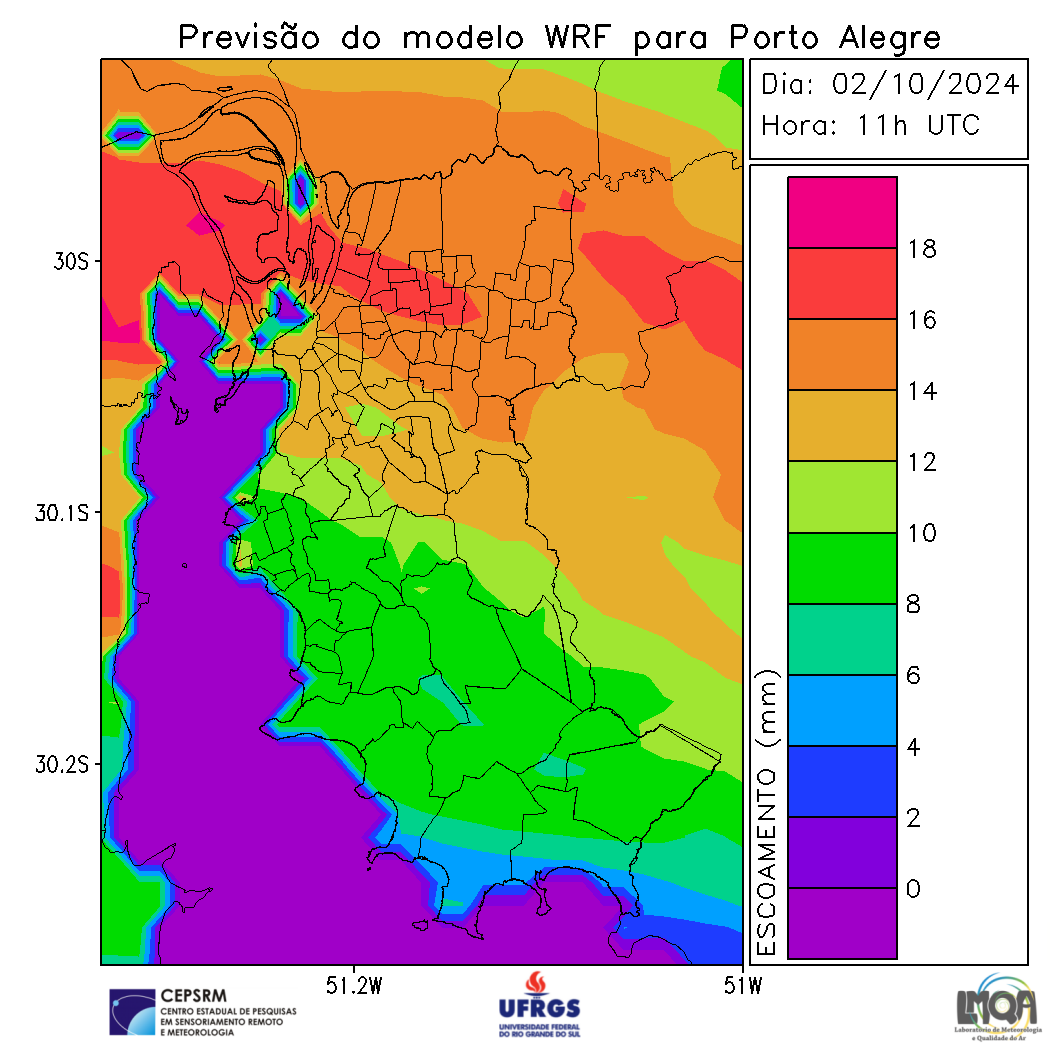 Previsão do modelo WRF para Porto Alegre
Dia: 02/10/2024
Hora: 11h UTC
18
16
14
12
10
8
6
4
2
0
ESCOAMENTO (mm)
30S
30.1S
30.2S
51.2W
51W
CEPSRM
CENTRO ESTADUAL DE PESQUISAS
EM SENSORIAMENTO REMOTO
E METEOROLOGIA
UFRGS
UNIVERSIDADE FEDERAL
DO RIO GRANDE DO SUL
LMQA
Laboratório de Meteorologia
e Qualidade do Ar